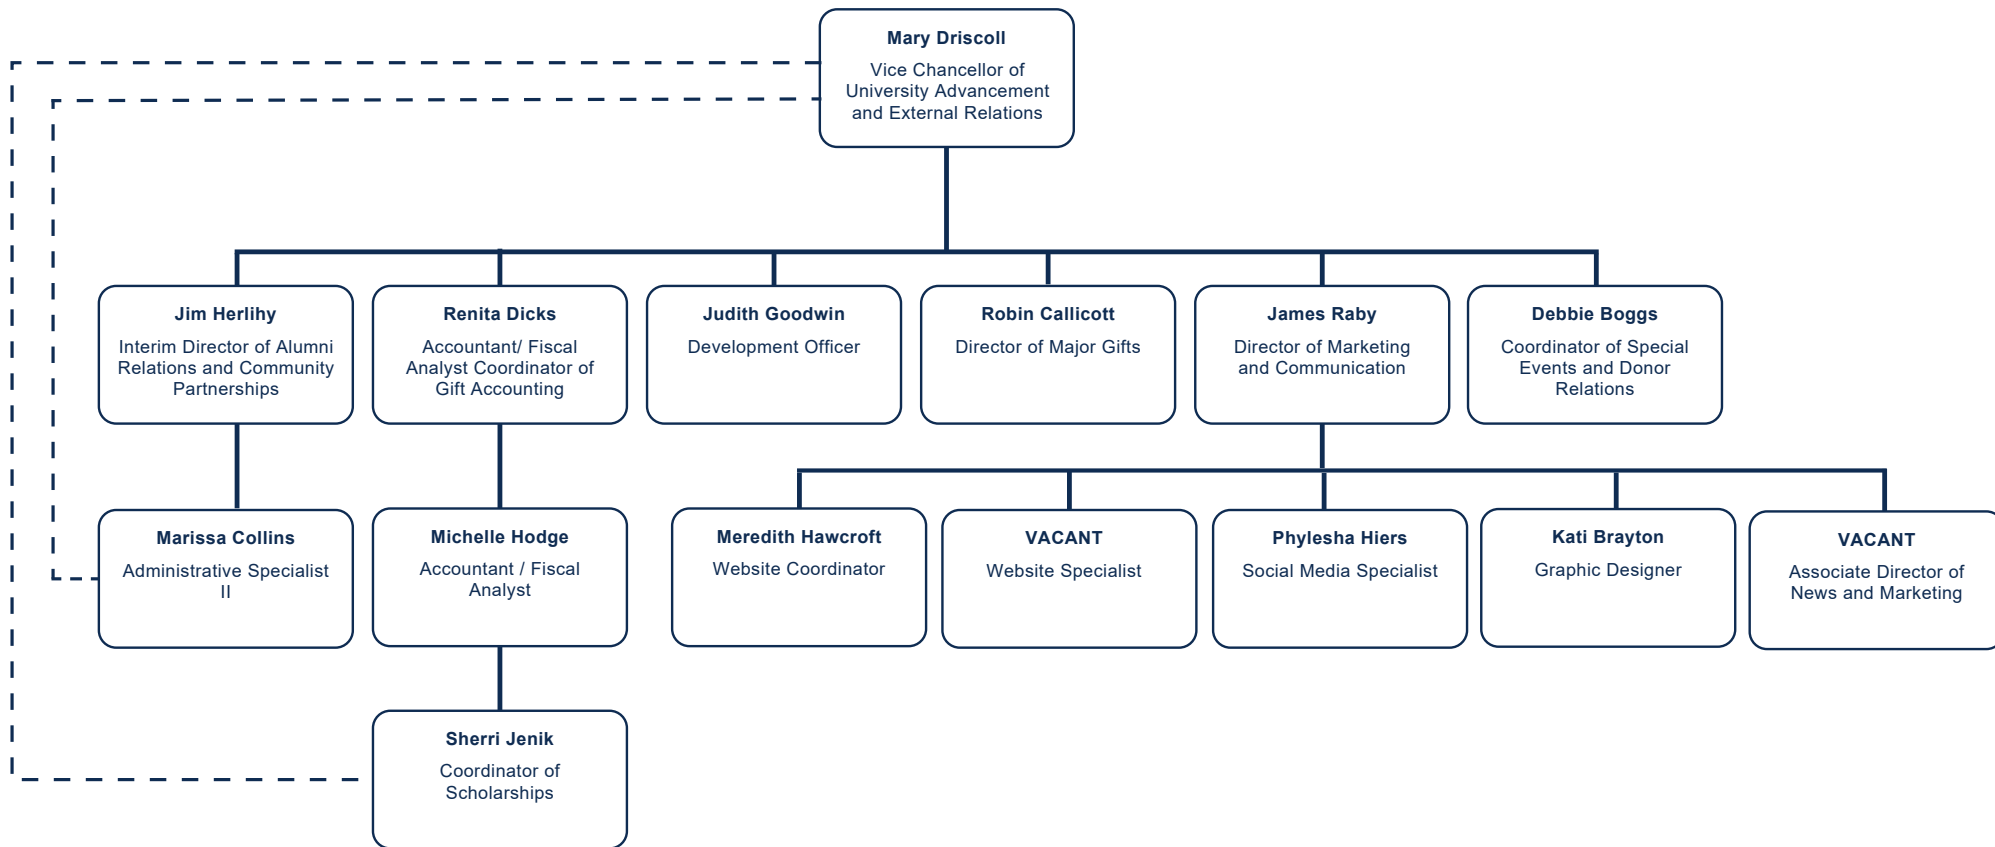 Mary Driscoll
Vice Chancellor of
University Advancement
and External Relations
Jim Herlihy
Interim Director of Alumni
Relations and Community
Partnerships
Renita Dicks
Accountant/ Fiscal
Analyst Coordinator of
Gift Accounting
Judith Goodwin
Development Officer
Robin Callicott
Director of Major Gifts
James Raby
Director of Marketing
and Communication
Debbie Boggs
Coordinator of Special
Events and Donor
Relations
Marissa Collins
Administrative Specialist
II
Michelle Hodge
Accountant / Fiscal
Analyst
Meredith Hawcroft
Website Coordinator
VACANT
Website Specialist
Phylesha Hiers
Social Media Specialist
Kati Brayton
Graphic Designer
VACANT
Associate Director of
News and Marketing
Sherri Jenik
Coordinator of
Scholarships